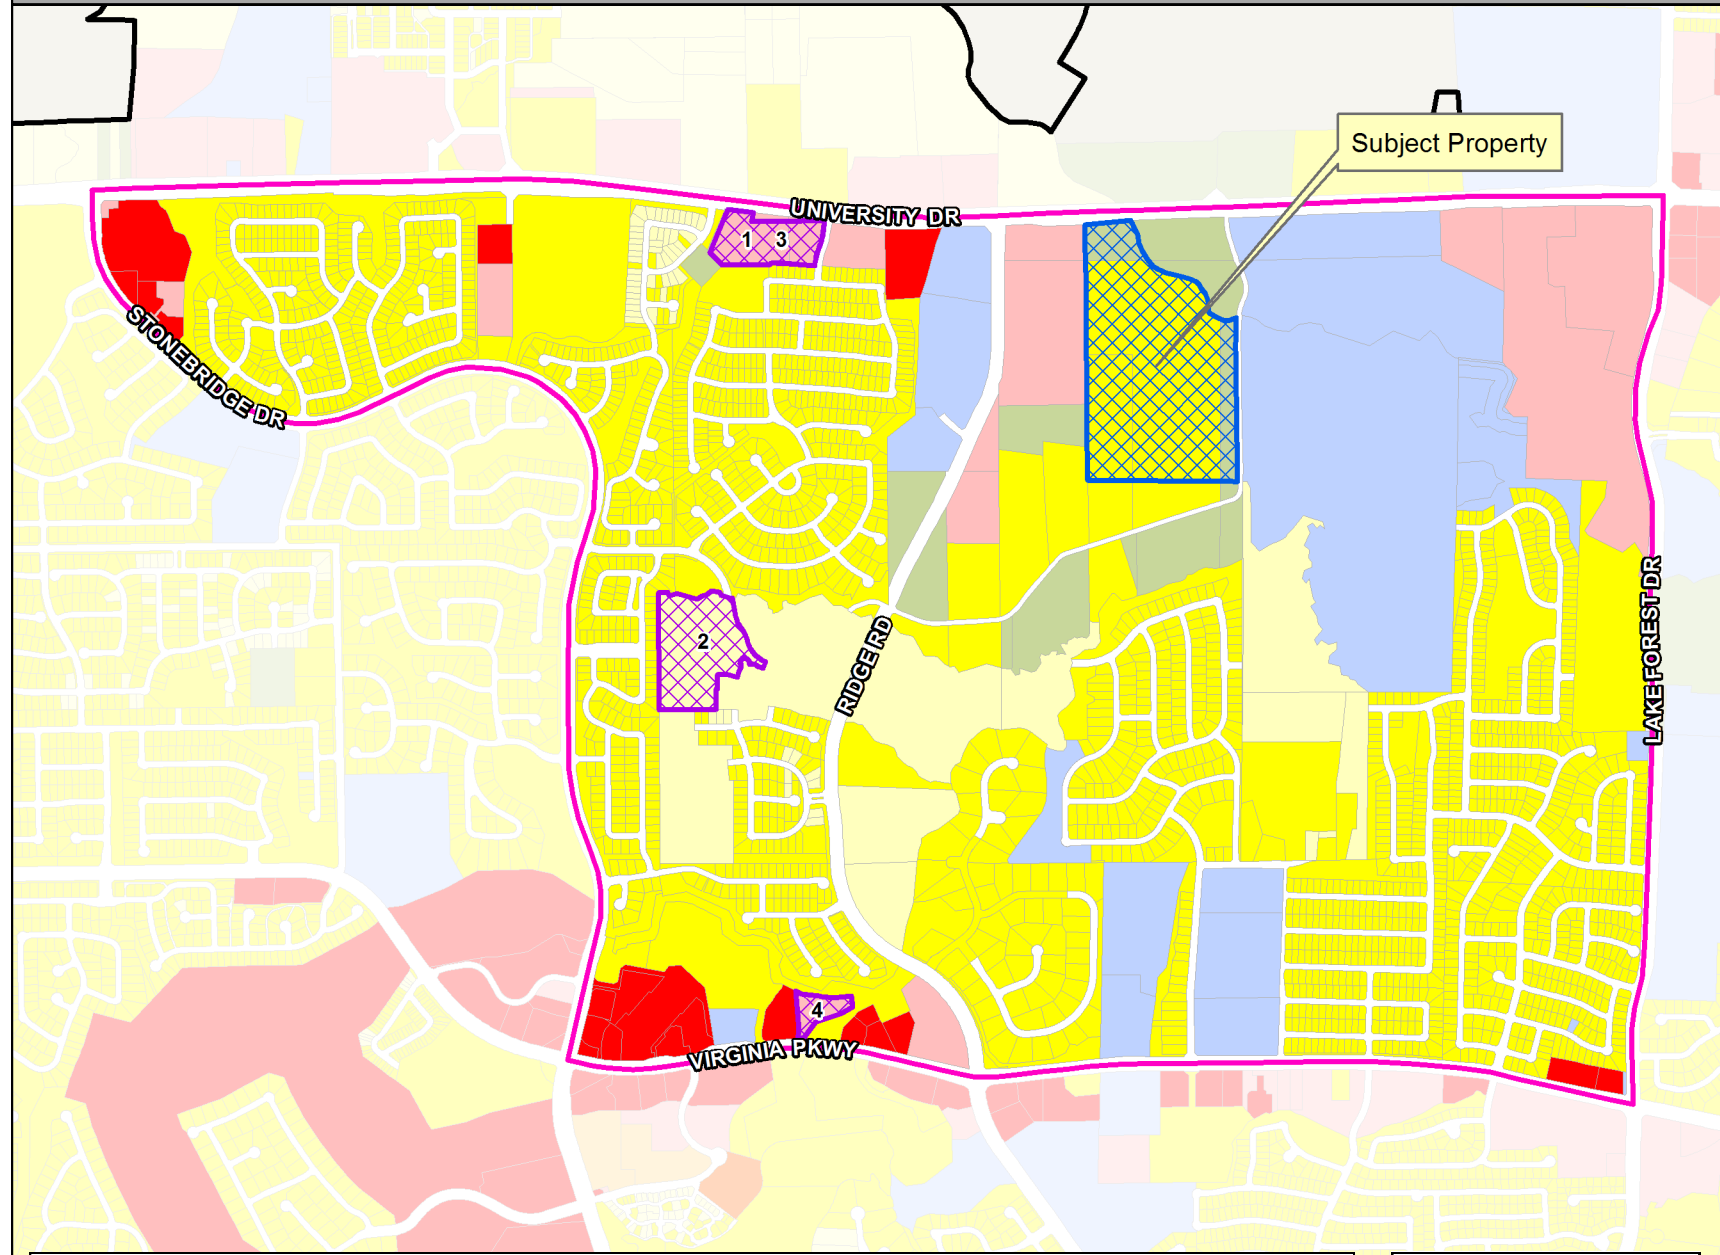 Subject Property
UNIVERSITY DR
1 3
STONEBRIDGE DR
2
RIDGE RD
LAKE FOREST DR
4
VIRGINIA PKWY